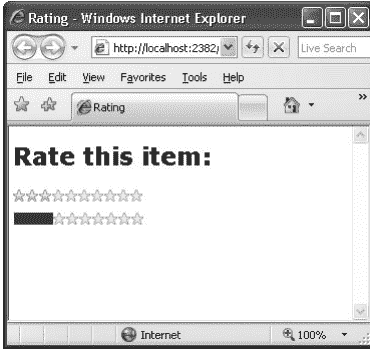 Rating - Windows Internet Explorer
http://localhost:2382/
Live Search
File Edit View Favorites Tools Help
Rating
»
Rate this item:
Internet 100%